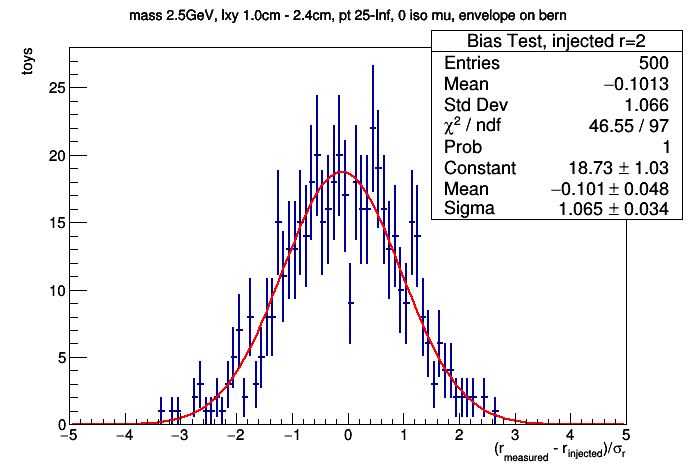 mass 2.5GeV, lxy 1.0cm - 2.4cm, pt 25-Inf, 0 iso mu, envelope on bern
Bias Test, injected r=2
Entries 500
Mean −0.1013
Std Dev 1.066
χ² / ndf 46.55 / 97
Prob 1
Constant 18.73 ± 1.03
Mean −0.101 ± 0.048
Sigma 1.065 ± 0.034
toys
25
20
15
10
5
0
−5 −4 −3 −2 −1 0 1 2 3 4 5
(r_measured - r_injected)/σ_r